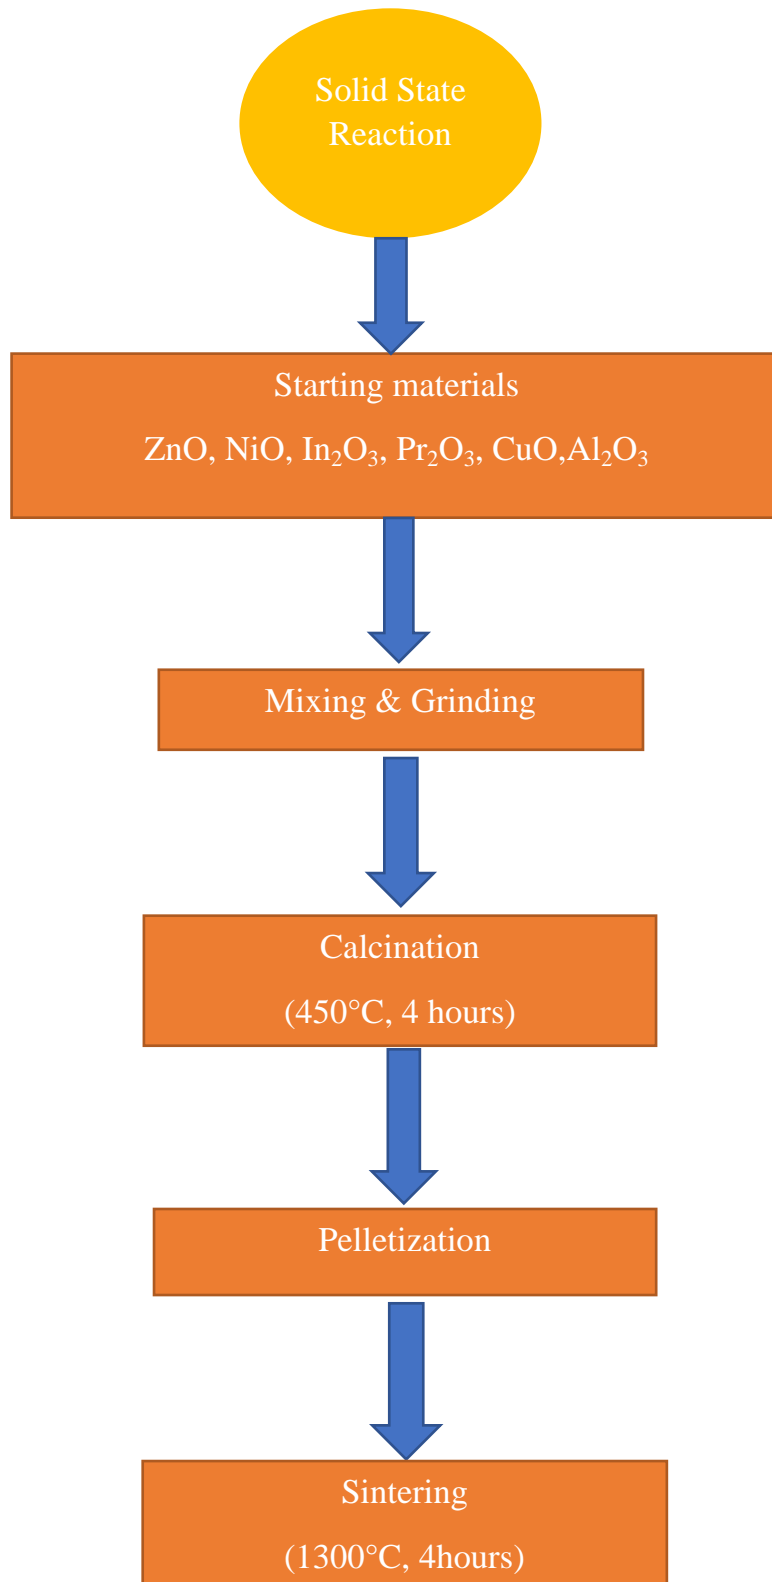 Solid State
Reaction
Starting materials
ZnO, NiO, In₂O₃, Pr₂O₃, CuO,Al₂O₃
Mixing & Grinding
Calcination
(450°C, 4 hours)
Pelletization
Sintering
(1300°C, 4hours)